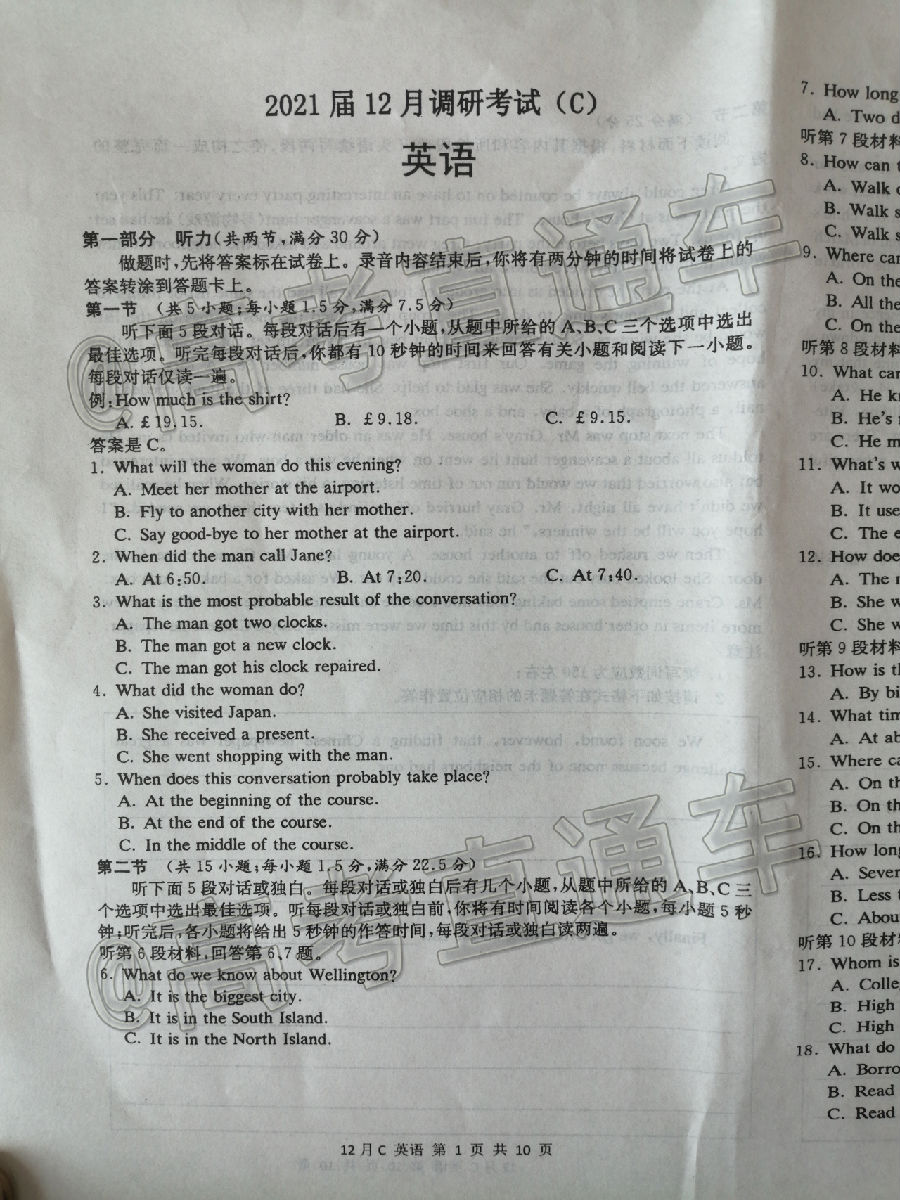 2021届12月调研考试（C）
英语
第一部分 听力（共两节，满分30分）
做题时，先将答案标在试卷上。录音内容结束后，你将有两分钟的时间将试卷上的
答案转涂到答题卡上。
第一节 （共5小题；每小题1.5分，满分7.5分）
听下面5段对话。每段对话后有一个小题，从题中所给的A、B、C三个选项中选出
最佳选项。听完每段对话后，你都有10秒钟的时间来回答有关小题和阅读下一小题。
每段对话仅读一遍。
例：How much is the shirt?
A. £19.15. B. £9.18. C. £9.15.
答案是C。
1. What will the woman do this evening?
A. Meet her mother at the airport.
B. Fly to another city with her mother.
C. Say good-bye to her mother at the airport.
2. When did the man call Jane?
A. At 6:50. B. At 7:20. C. At 7:40.
3. What is the most probable result of the conversation?
A. The man got two clocks.
B. The man got a new clock.
C. The man got his clock repaired.
4. What did the woman do?
A. She visited Japan.
B. She received a present.
C. She went shopping with the man.
5. When does this conversation probably take place?
A. At the beginning of the course.
B. At the end of the course.
C. In the middle of the course.
第二节 （共15小题；每小题1.5分，满分22.5分）
听下面5段对话或独白。每段对话或独白后有几个小题，从题中所给的A、B、C三
个选项中选出最佳选项。听每段对话或独白前，你将有时间阅读各个小题，每小题5秒
钟；听完后，各小题将给出5秒钟的作答时间，每段对话或独白读两遍。
听第6段材料，回答第6、7题。
6. What do we know about Wellington?
A. It is the biggest city.
B. It is in the South Island.
C. It is in the North Island.
12月C 英语 第 1 页 共 10 页
7. How long
A. Two
听第7段材料
8. How can
A. Walk
B. Walk
C. Walk
9. Where can
A. On the
B. All the
C. On the
听第8段材料
10. What can
A. He
B. He's
C. He
11. What's
A. It
B. It use
C. The
12. How doe
A. The
B. She
C. She
听第9段材料
13. How is
A. By
14. What
A. At
15. Where
A. On
B. On
C. On
16. How long
A. Sever
B. Less
C. Abou
听第10段材
17. Whom is
A. Colle
B. High
C. High
18. What do
A. Borro
B. Read
C. Read
@高考直通车
@高考直通车